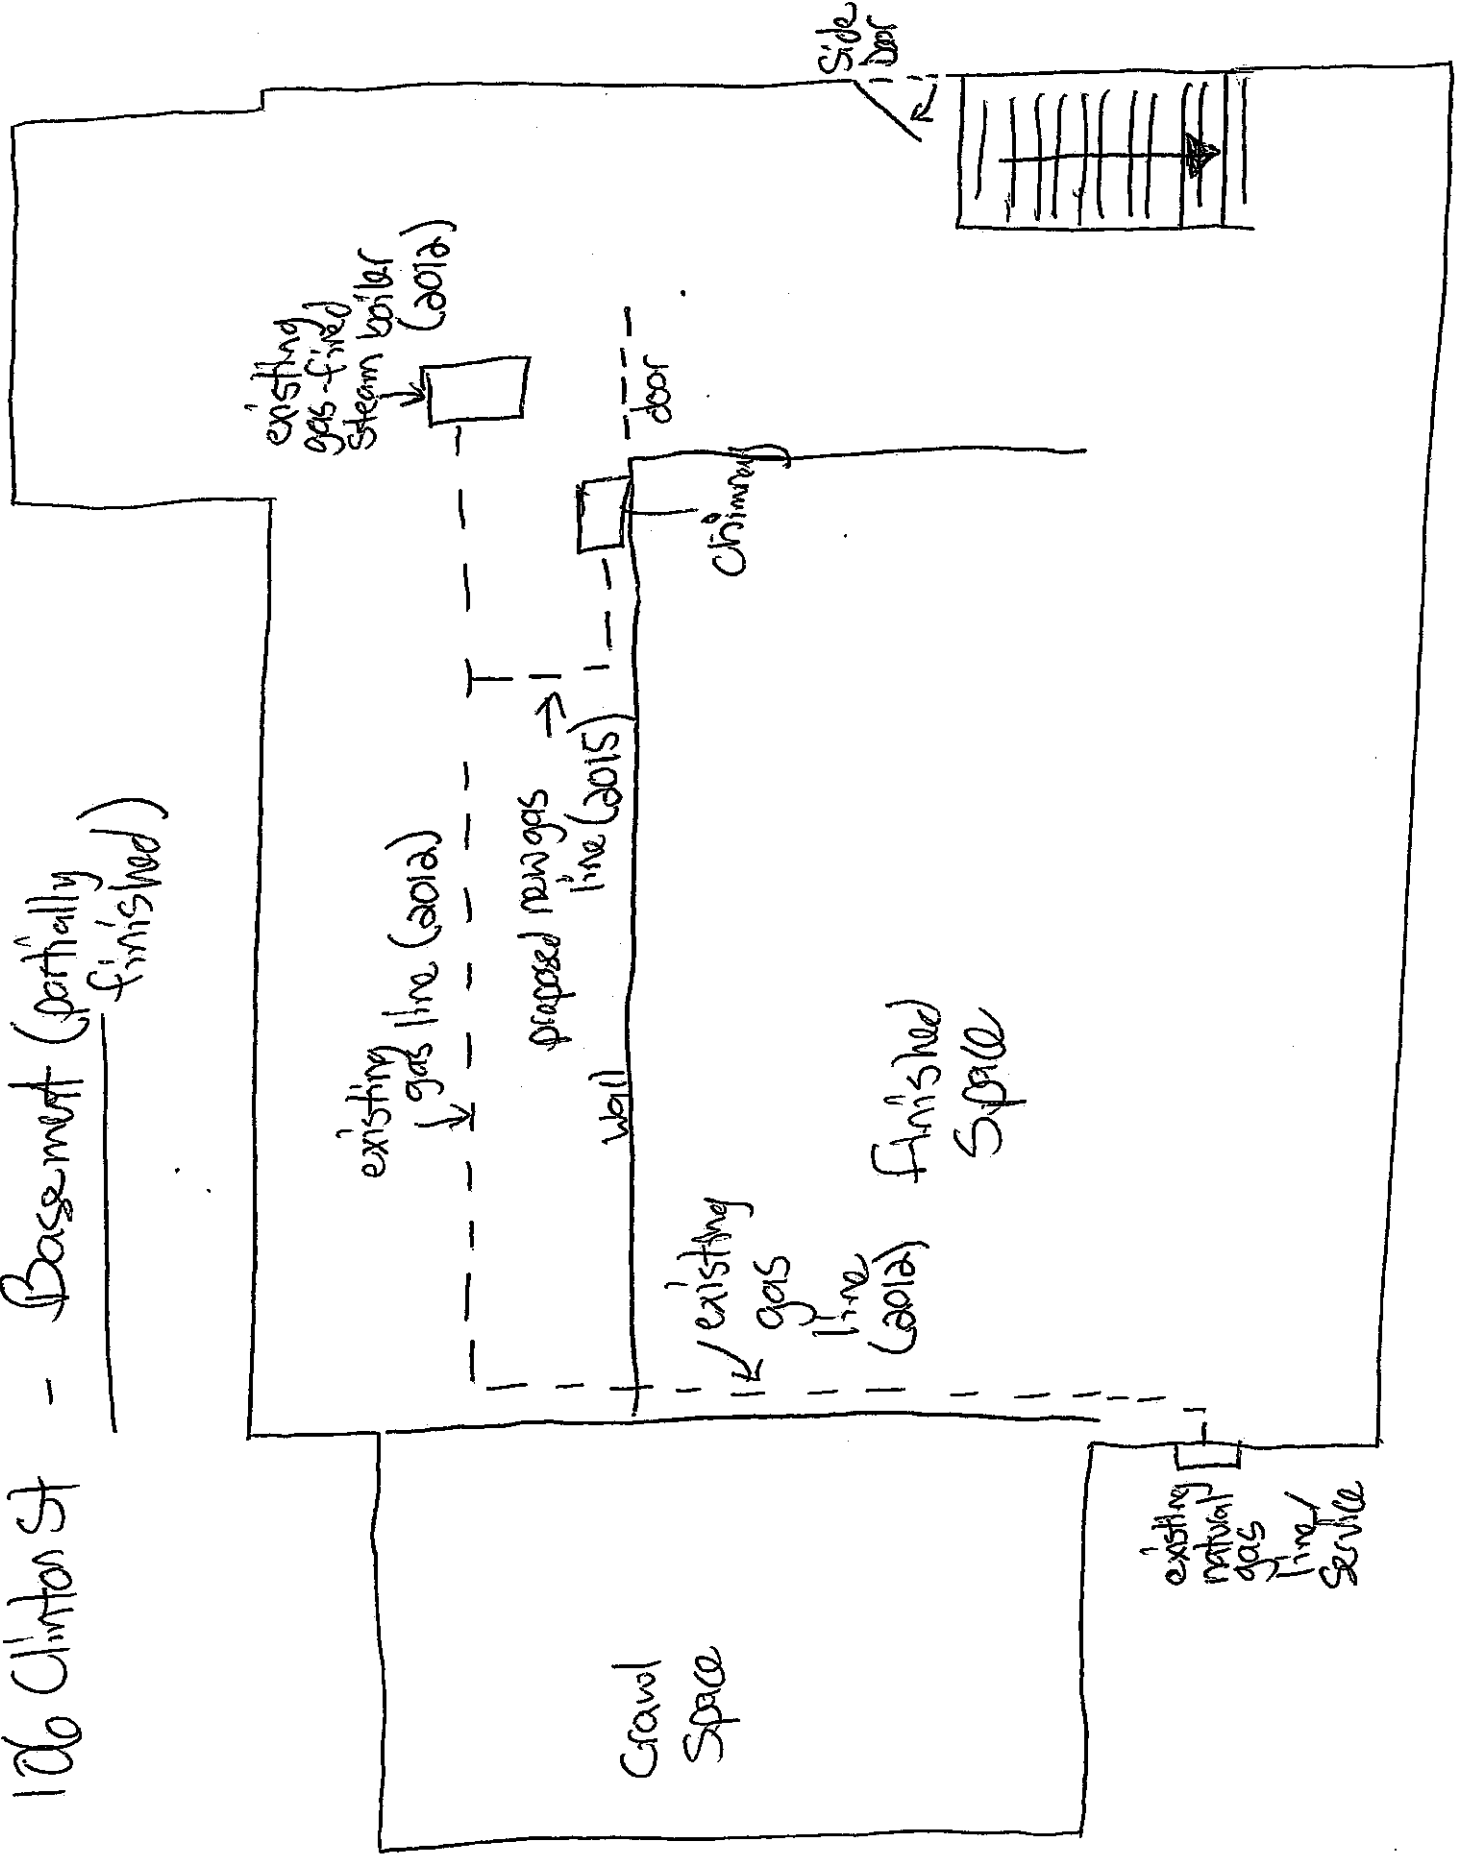 126 Clinton St - Basement (partially
finished)
existing
gas-fired
steam boiler
(2012)
existing
gas line (2012)
proposed new gas
line (2015)
wall
door
chimney
Side
Door
existing
gas
line
(2012)
finished
Space
Crawl
Space
existing
natural
gas
line/
Service